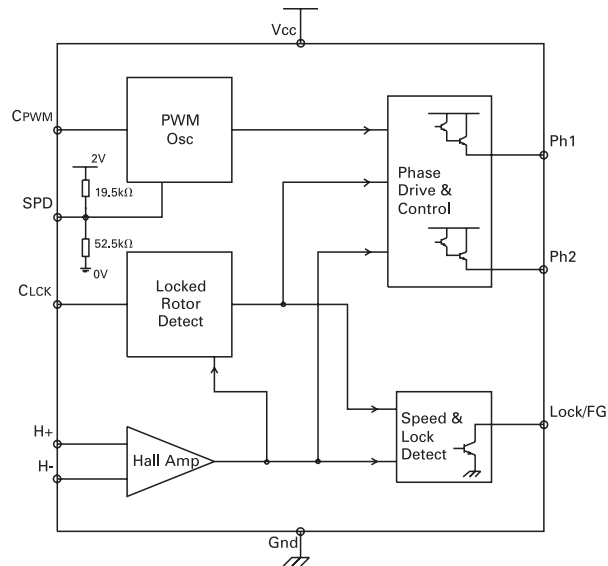 Vcc
CPWM
PWM
Osc
2V
19.5kΩ
SPD
52.5kΩ
0V
CLCK
Locked
Rotor
Detect
Phase
Drive &
Control
Ph1
Ph2
H+
H-
Hall Amp
Speed &
Lock
Detect
Lock/FG
Gnd